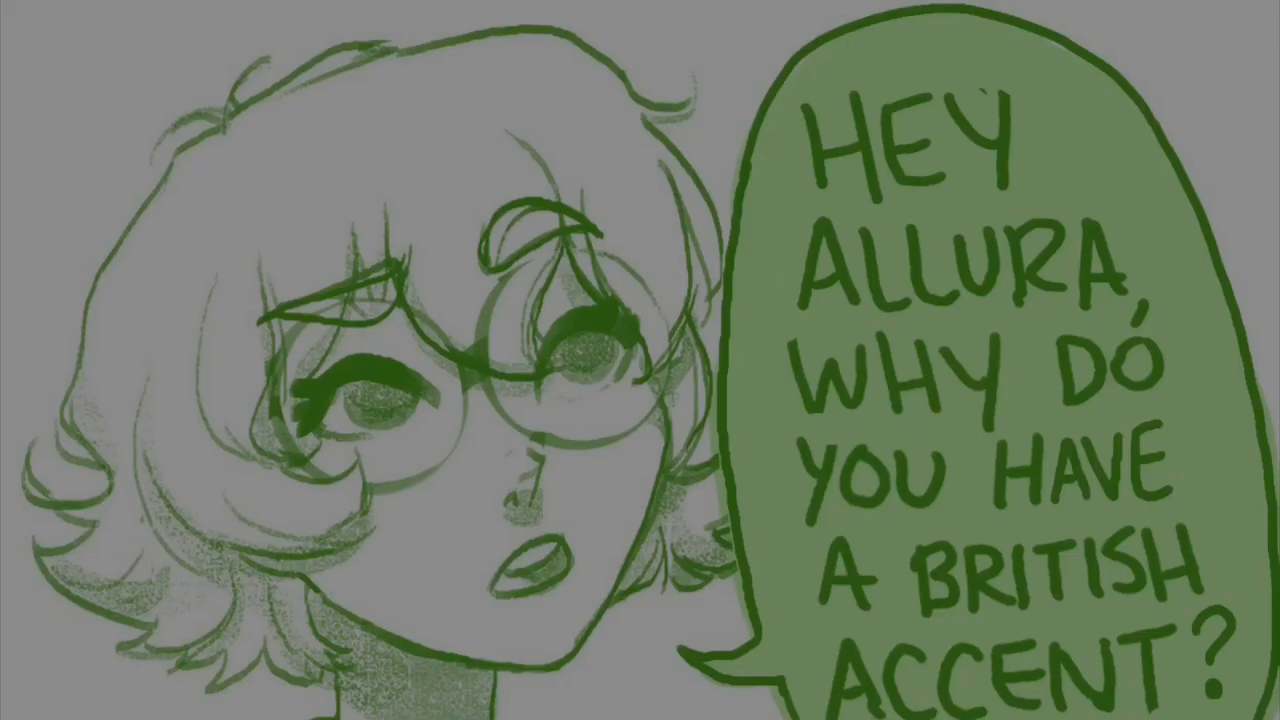 HEY
ALLURA,
WHY DO
YOU HAVE
A BRITISH
ACCENT?